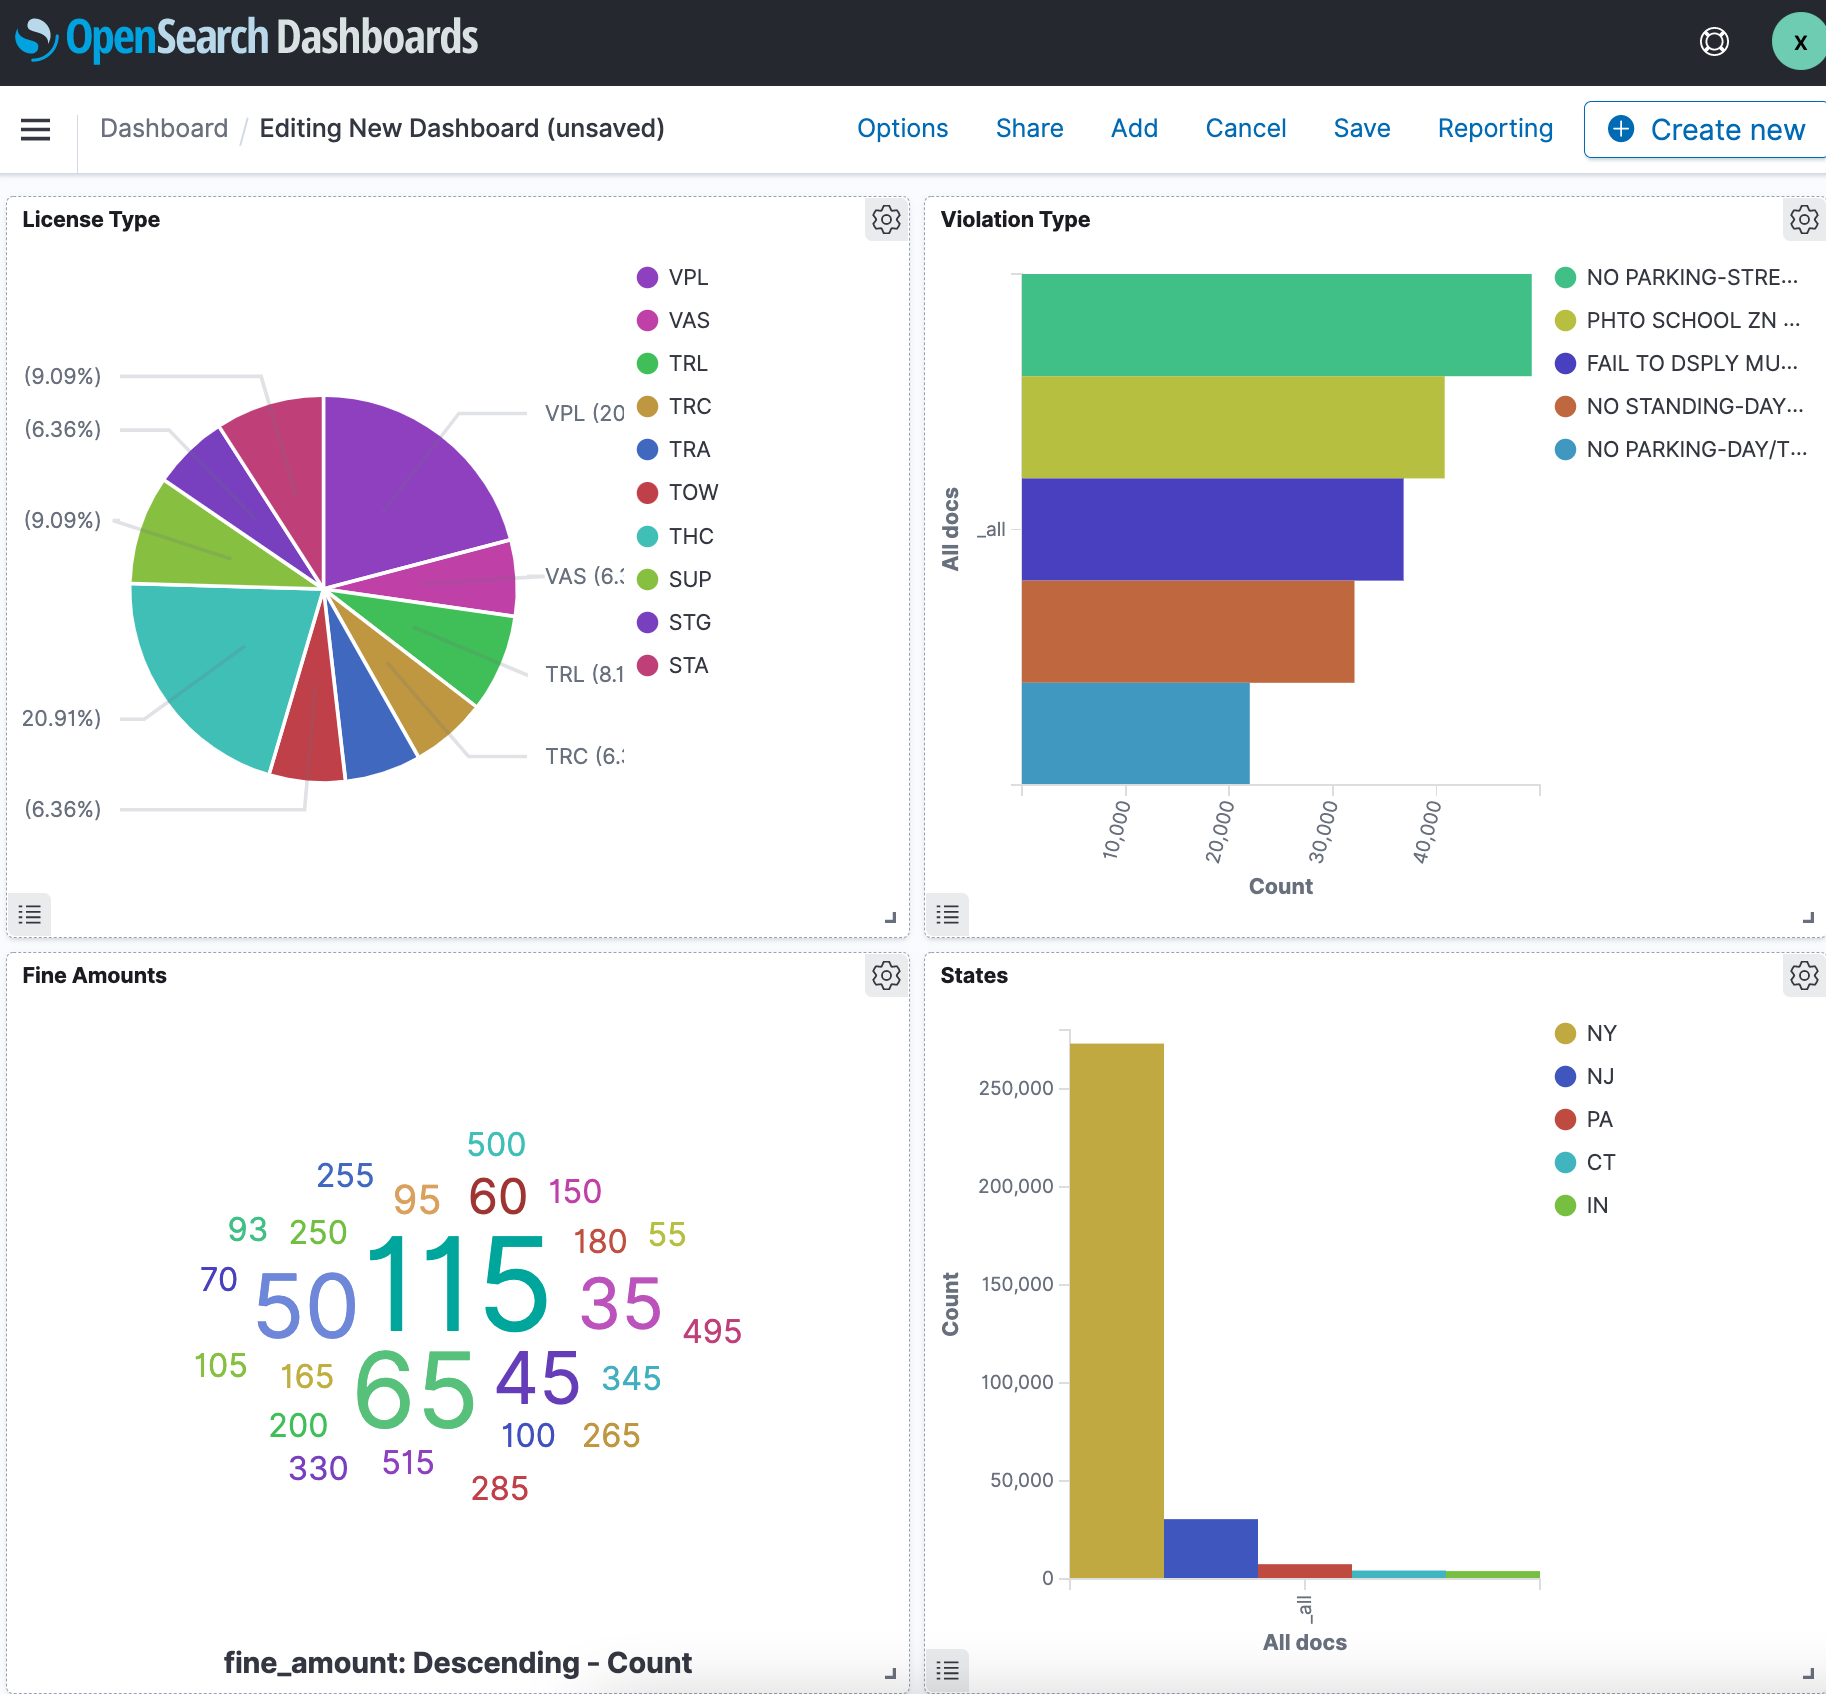 OpenSearch Dashboards
X
Dashboard / Editing New Dashboard (unsaved)
Options
Share
Add
Cancel
Save
Reporting
Create new
License Type
VPL
VAS
TRL
TRC
TRA
TOW
THC
SUP
STG
STA
(9.09%)
(6.36%)
(9.09%)
20.91%)
(6.36%)
VPL (20
VAS (6.3
TRL (8.1
TRC (6.
Violation Type
NO PARKING-STRE...
PHTO SCHOOL ZN ...
FAIL TO DSPLY MU...
NO STANDING-DAY...
NO PARKING-DAY/T...
All docs
_all
10,000
20,000
30,000
40,000
Count
Fine Amounts
500
255
95
60
150
93
250
180
55
70
50
115
35
495
105
165
65
45
345
200
100
265
330
515
285
fine_amount: Descending - Count
States
NY
NJ
PA
CT
IN
Count
250,000
200,000
150,000
100,000
50,000
0
_all
All docs